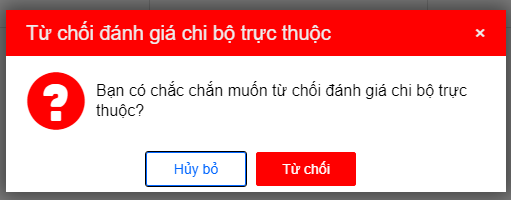 Từ chối đánh giá chi bộ trực thuộc ×
Bạn có chắc chắn muốn từ chối đánh giá chi bộ trực
thuộc?
Hủy bỏ Từ chối